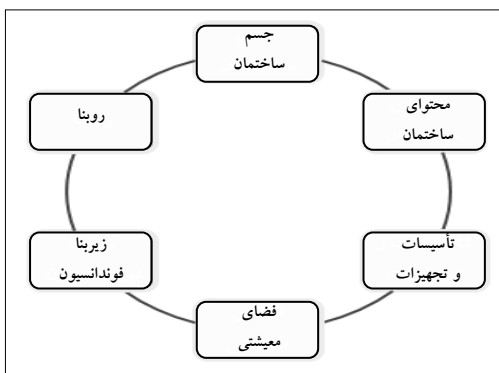 جسم
ساختمان
محتوای
ساختمان
تأسیسات
و تجهیزات
فضای
معیشتی
زیربنا
فوندانسیون
روبنا